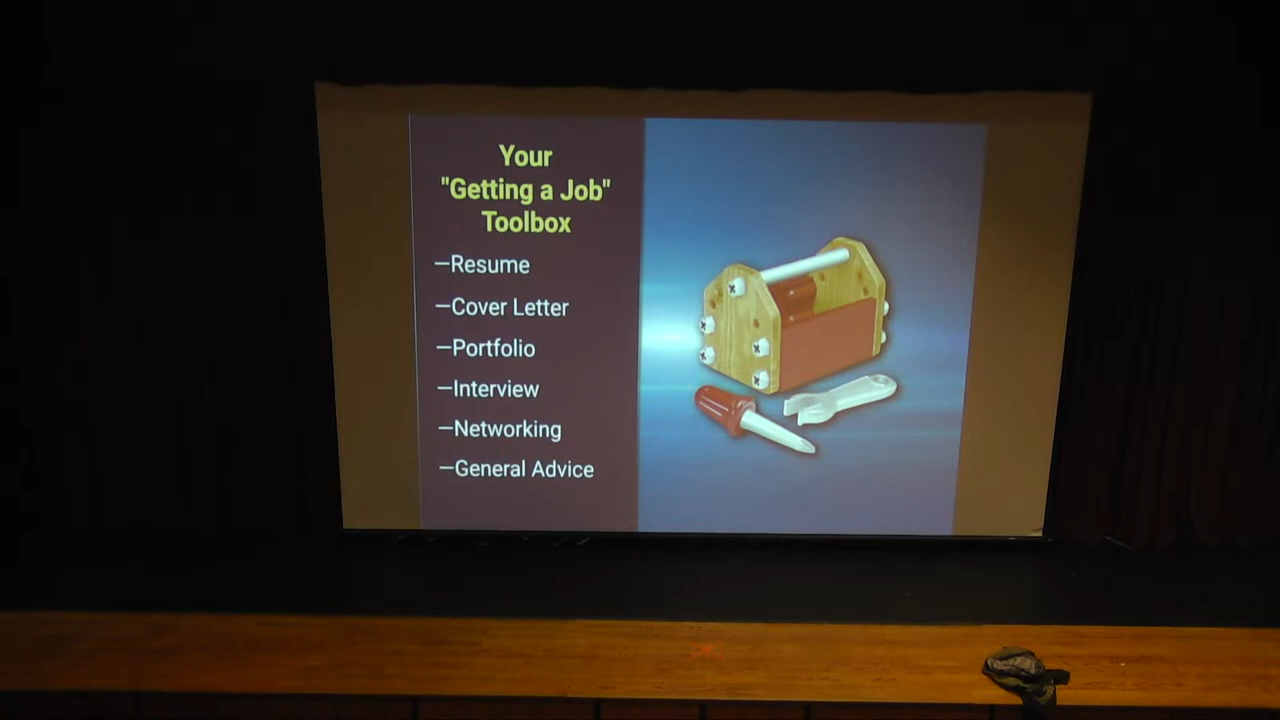 Your
"Getting a Job"
Toolbox
—Resume
—Cover Letter
—Portfolio
—Interview
—Networking
—General Advice